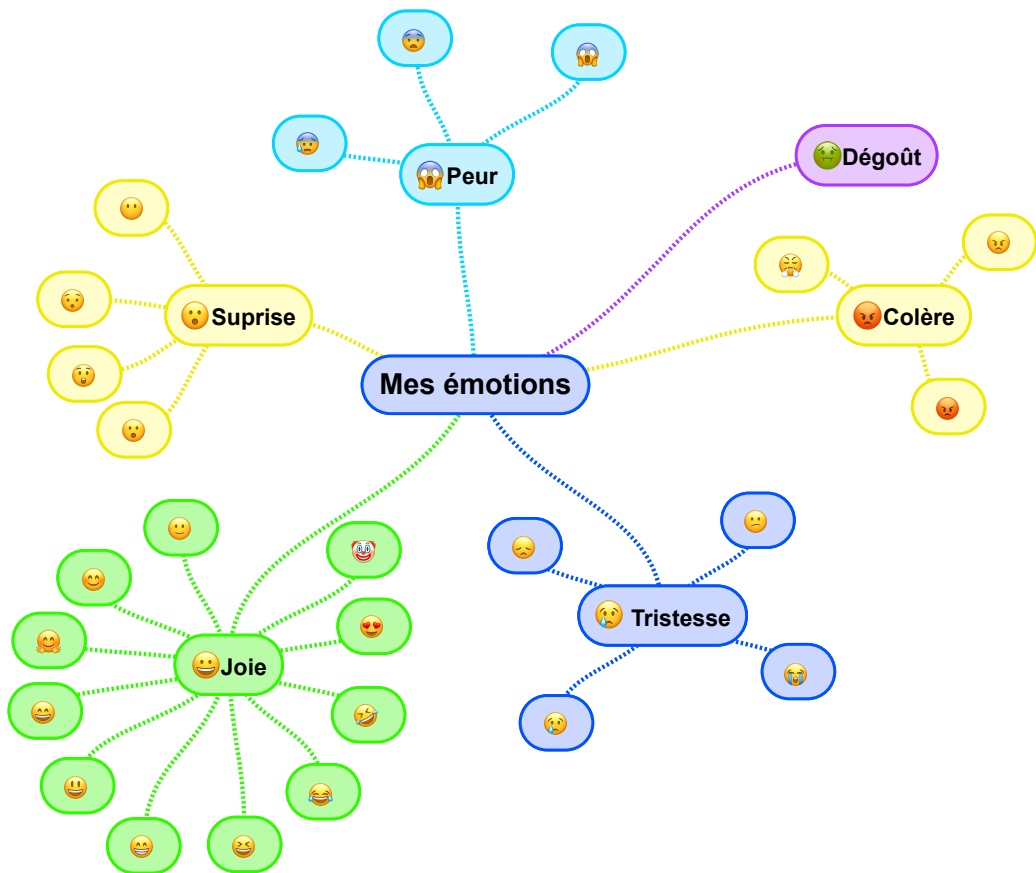 Peur
Dégoût
Suprise
Colère
Mes émotions
Tristesse
Joie